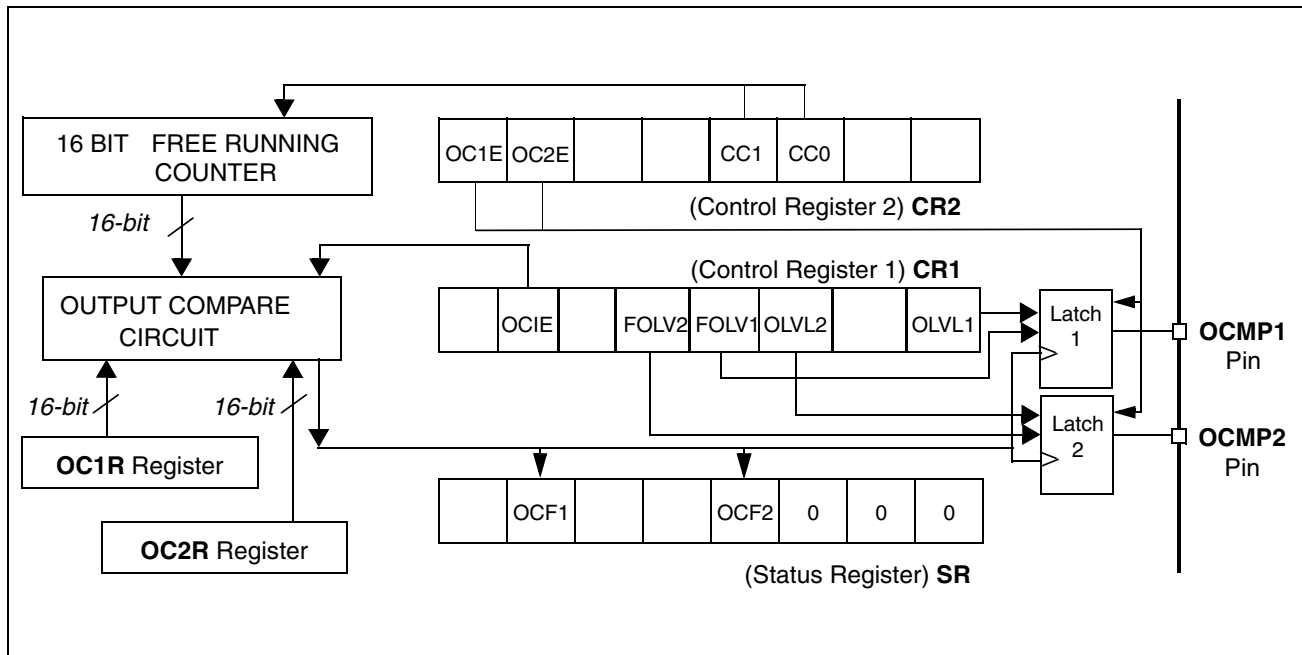 16 BIT FREE RUNNING
COUNTER
OC1E OC2E CC1 CC0
(Control Register 2) CR2
16-bit
(Control Register 1) CR1
OUTPUT COMPARE
CIRCUIT
OCIE FOLV2 FOLV1 OLVL2 OLVL1
Latch
1
OCMP1
Pin
16-bit
16-bit
Latch
2
OCMP2
Pin
OC1R Register
OCF1 OCF2 0 0 0
OC2R Register
(Status Register) SR